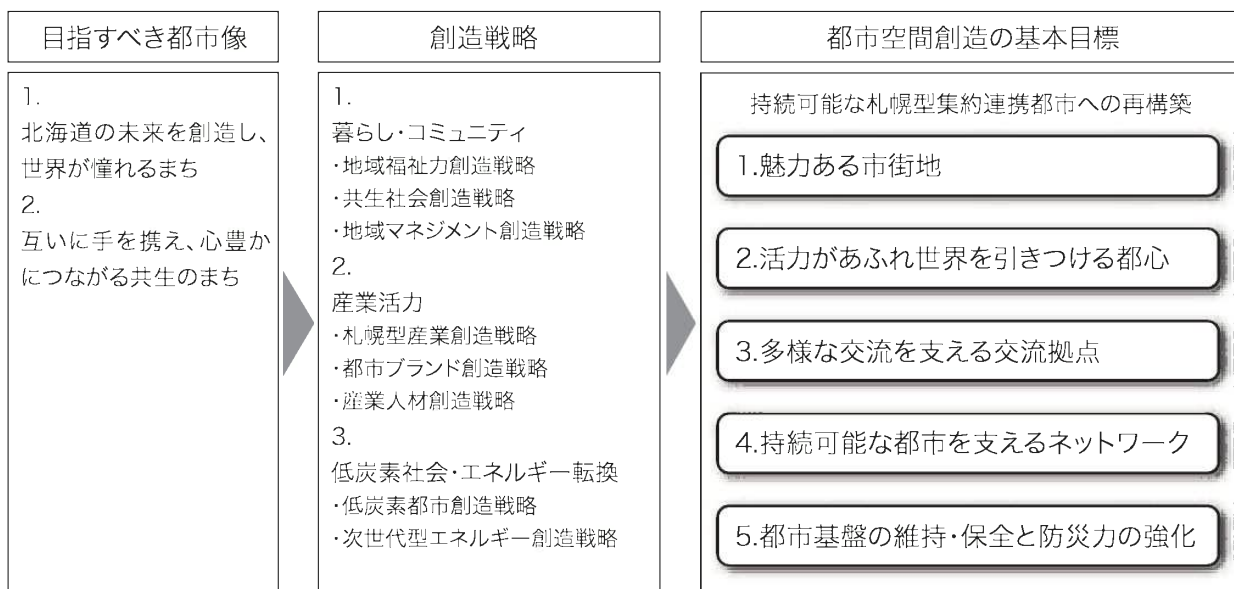 目指すべき都市像
1.
北海道の未来を創造し、
世界が憧れるまち
2.
互いに手を携え、心豊か
につながる共生のまち
創造戦略
1.
暮らし・コミュニティ
・地域福祉力創造戦略
・共生社会創造戦略
・地域マネジメント創造戦略
2.
産業活力
・札幌型産業創造戦略
・都市ブランド創造戦略
・産業人材創造戦略
3.
低炭素社会・エネルギー転換
・低炭素都市創造戦略
・次世代型エネルギー創造戦略
都市空間創造の基本目標
持続可能な札幌型集約連携都市への再構築
1.魅力ある市街地
2.活力があふれ世界を引きつける都心
3.多様な交流を支える交流拠点
4.持続可能な都市を支えるネットワーク
5.都市基盤の維持・保全と防災力の強化